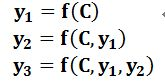 y₁ = f(C)
y₂ = f(C, y₁)
y₃ = f(C, y₁, y₂)